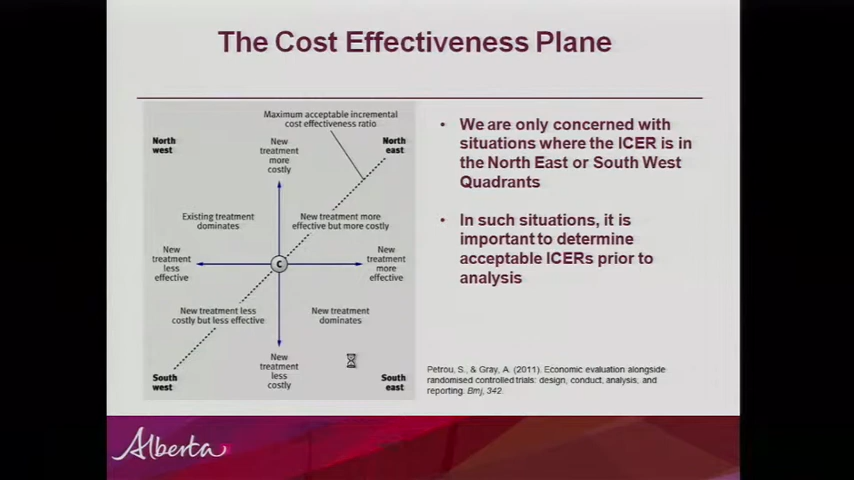 The Cost Effectiveness Plane
Maximum acceptable incremental
cost effectiveness ratio
North
west
New
treatment
more
costly
North
east
Existing treatment
dominates
New treatment more
effective but more costly
New
treatment
less
effective
C
New
treatment
more
effective
New treatment less
costly but less effective
New treatment
dominates
South
west
New
treatment
less
costly
South
east
• We are only concerned with
situations where the ICER is in
the North East or South West
Quadrants
• In such situations, it is
important to determine
acceptable ICERs prior to
analysis
Petrou, S., & Gray, A. (2011). Economic evaluation alongside
randomised controlled trials: design, conduct, analysis, and
reporting. Bmj, 342.
Alberta